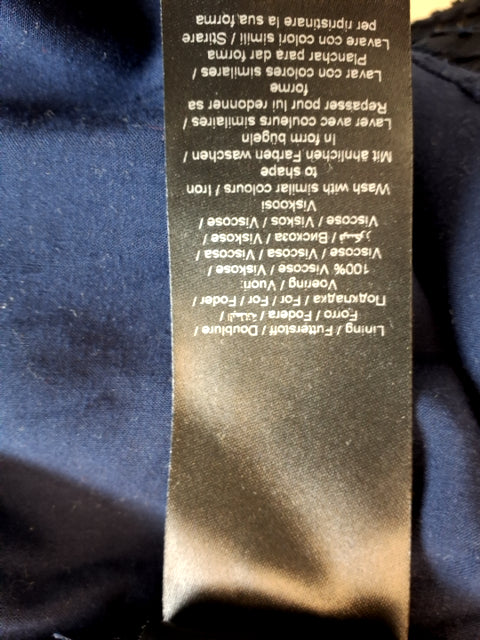 Lining / Futterstoff / Doublure /
Forro / Fodera / البطانة /
Подкладка / For / Foder /
Voering / Vuori:
100% Viscose / Viskose /
Viscose / Viscosa / Viscosa
/ Вискоза / Viskose /
Viscose / Viskos / Viscose /
Viskoosi
Wash with similar colours / Iron
to shape
Mit ähnlichen Farben waschen /
In form bügeln
Laver avec couleurs similaires /
Repasser pour lui redonner sa
forme
Lavar con colores similares /
Planchar para dar forma
Lavare con colori simili / Stirare
per ripristinare la sua forma